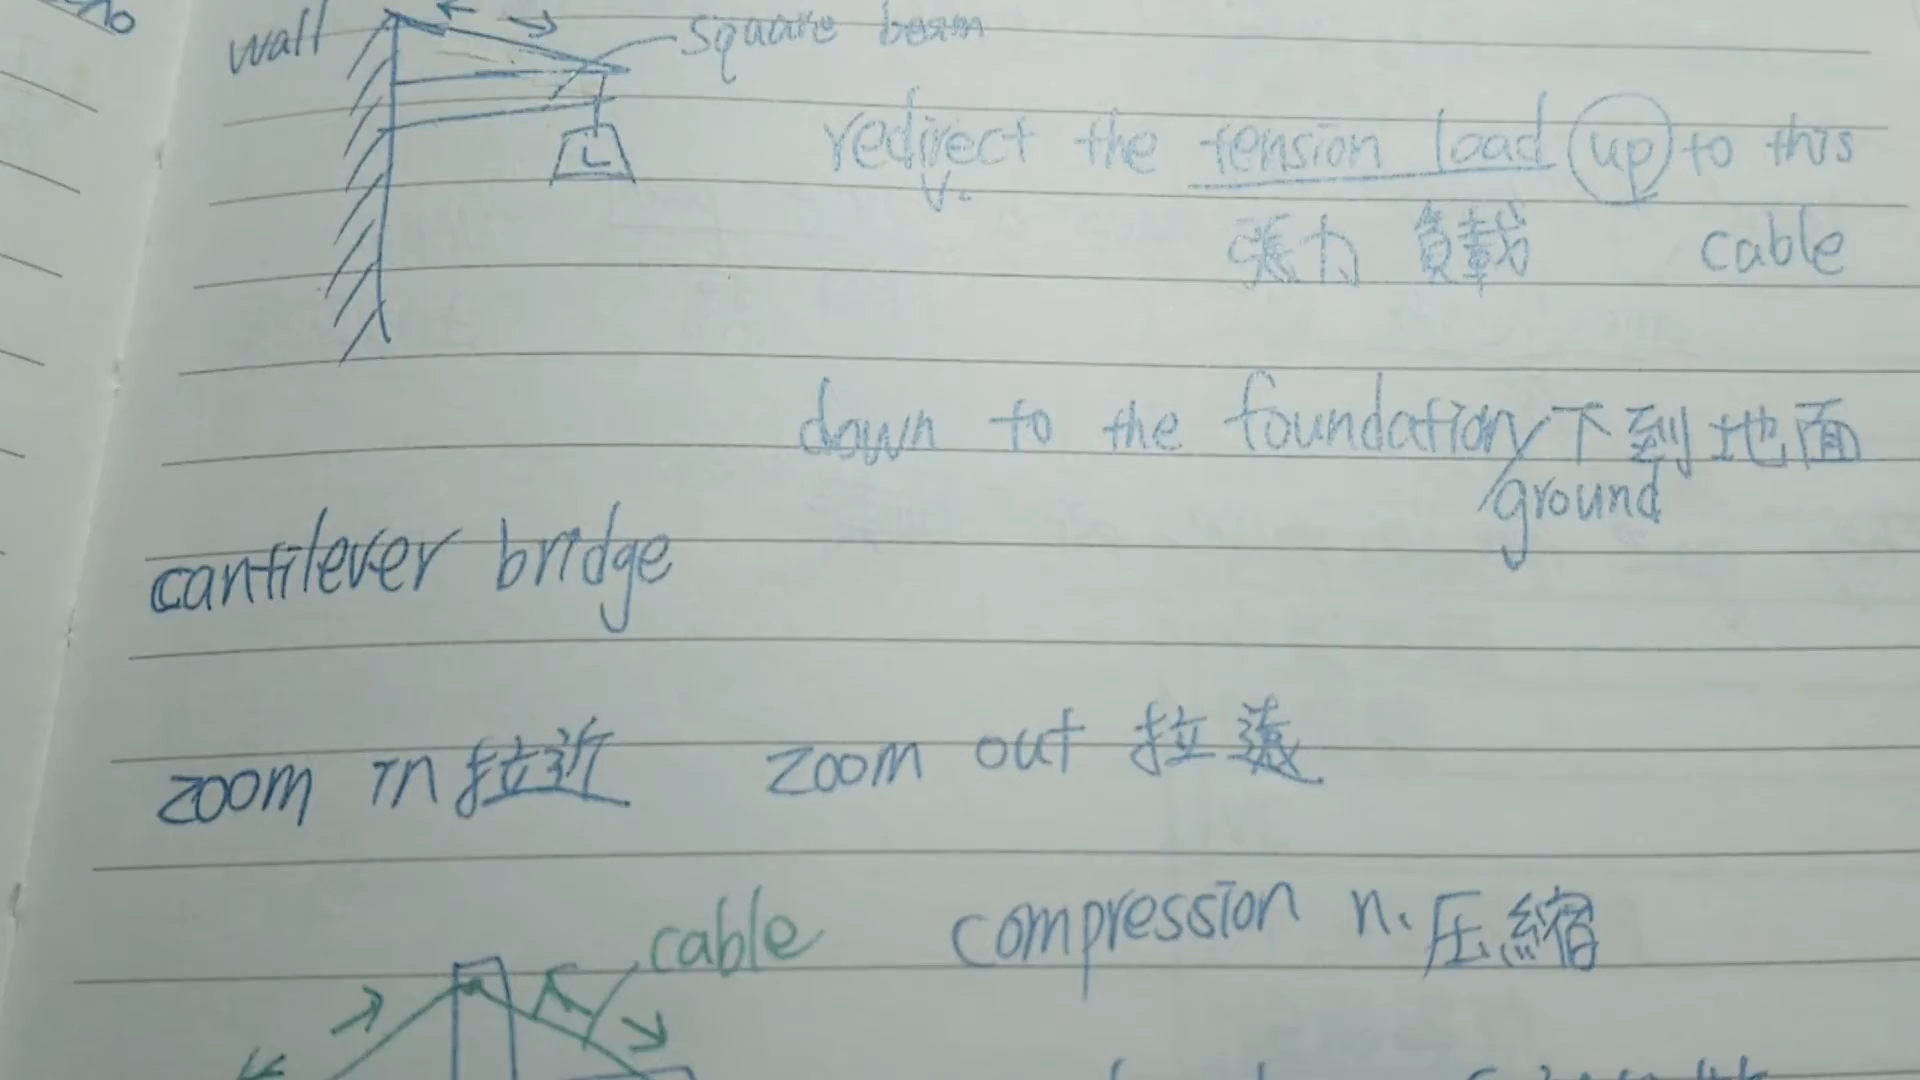 wall
square beam
redirect the tension load up to this
v.
張力 負載 cable
L
down to the foundation/下到地面
/ground
cantilever bridge
zoom in 拉近 zoom out 拉遠
cable compression n. 压縮